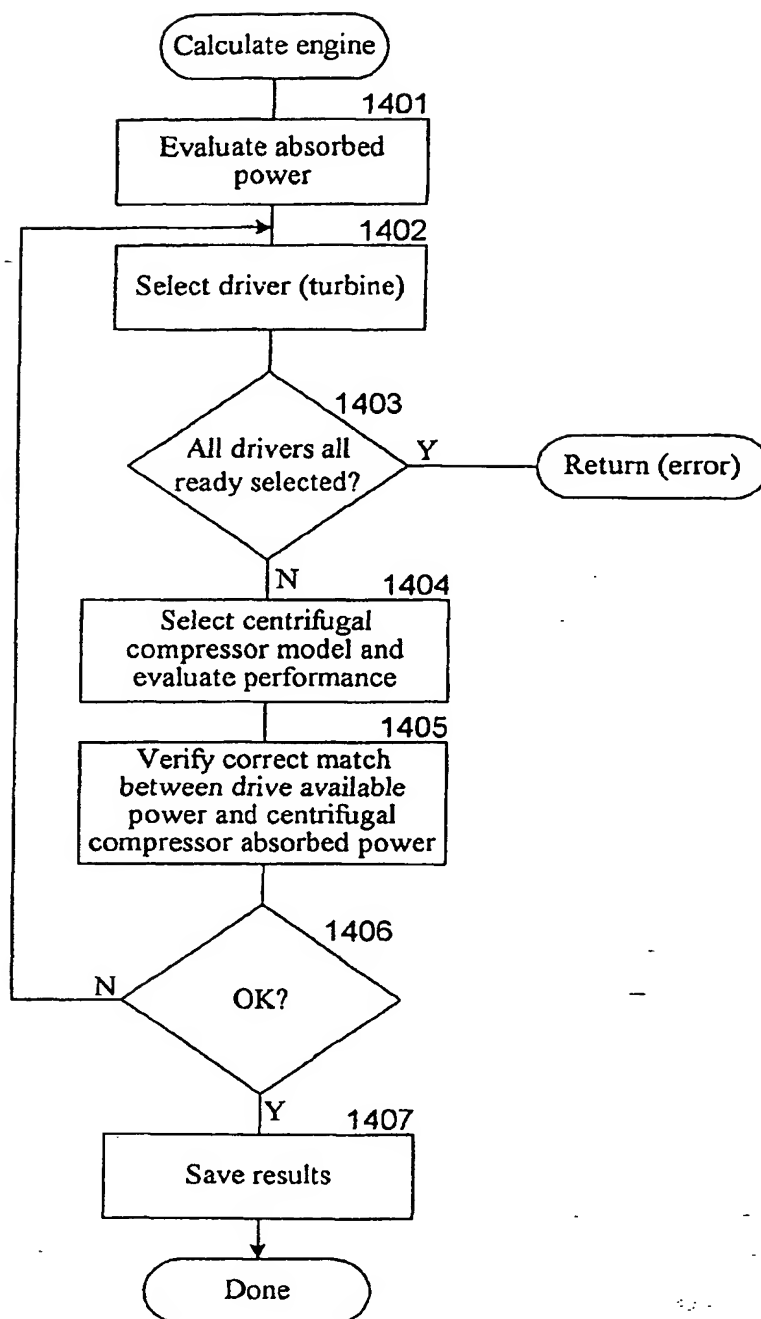 Calculate engine
1401
Evaluate absorbed
power
1402
Select driver (turbine)
1403
All drivers all
ready selected?
Y
Return (error)
N
1404
Select centrifugal
compressor model and
evaluate performance
1405
Verify correct match
between drive available
power and centrifugal
compressor absorbed power
1406
N
OK?
Y
1407
Save results
Done